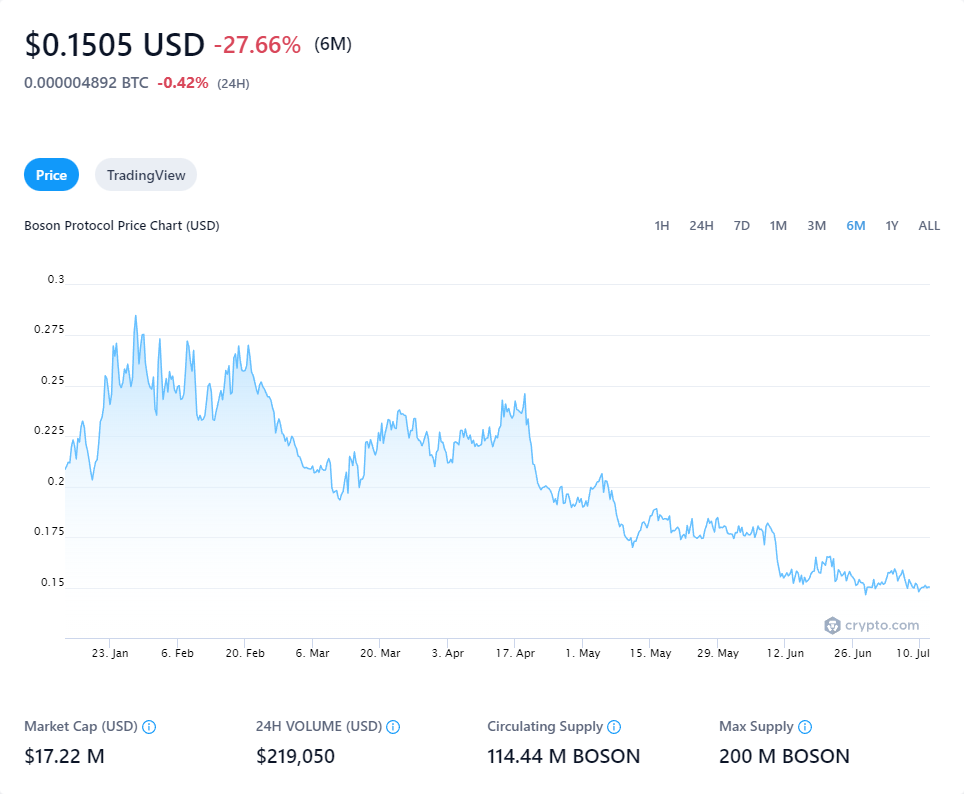 $0.1505 USD -27.66% (6M)
0.000004892 BTC -0.42% (24H)
Price TradingView
Boson Protocol Price Chart (USD) 1H 24H 7D 1M 3M 6M 1Y ALL
0.3
0.275
0.25
0.225
0.2
0.175
0.15
crypto.com
23. Jan 6. Feb 20. Feb 6. Mar 20. Mar 3. Apr 17. Apr 1. May 15. May 29. May 12. Jun 26. Jun 10. Jul
Market Cap (USD) 24H VOLUME (USD) Circulating Supply Max Supply
$17.22 M $219,050 114.44 M BOSON 200 M BOSON